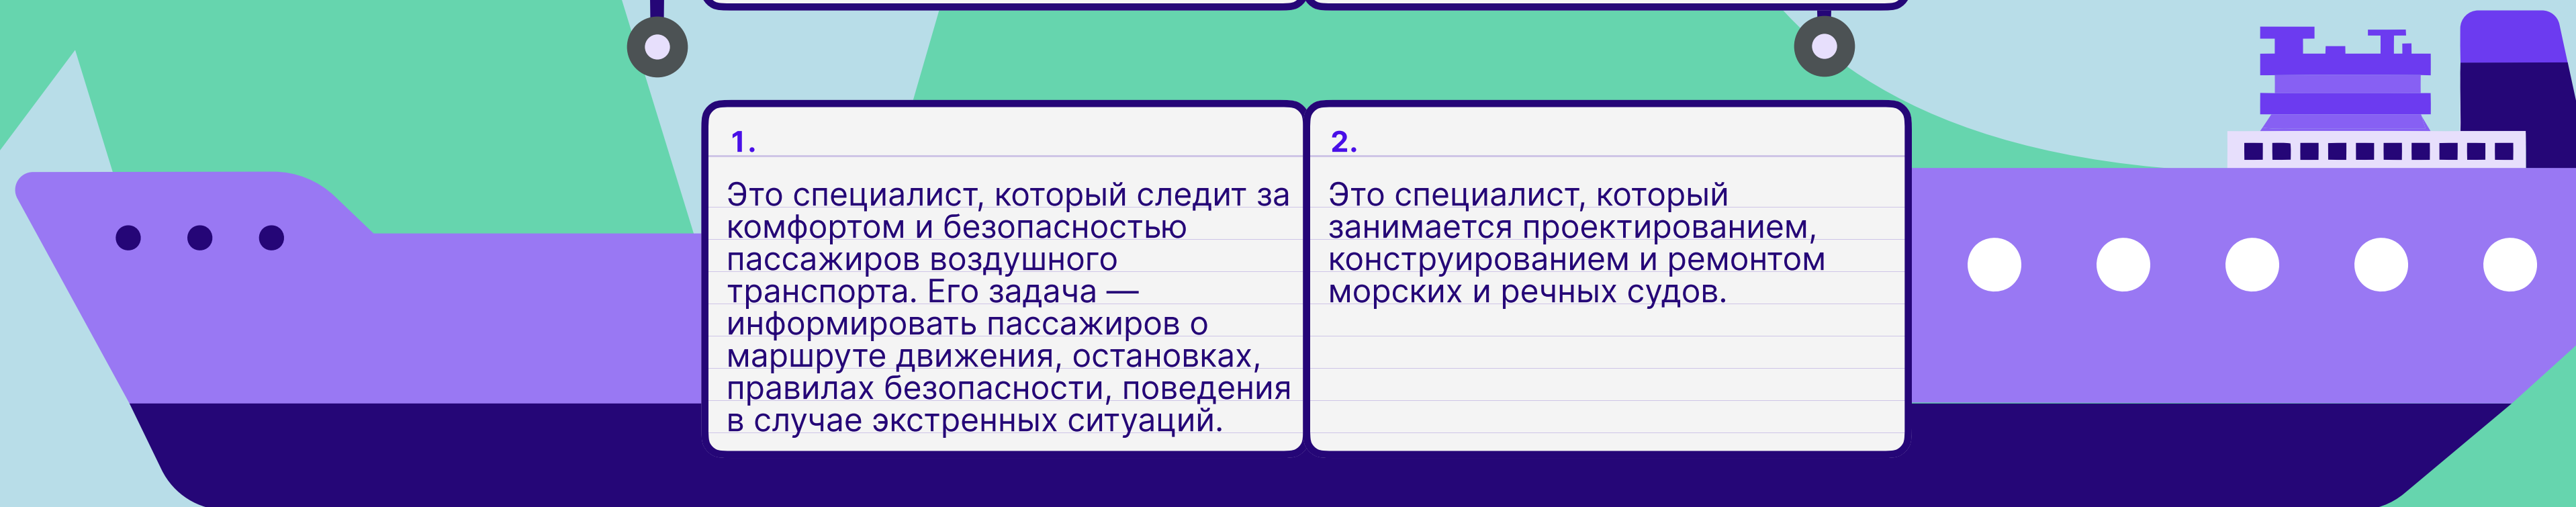 1.
Это специалист, который следит за
комфортом и безопасностью
пассажиров воздушного
транспорта. Его задача —
информировать пассажиров о
маршруте движения, остановках,
правилах безопасности, поведения
в случае экстренных ситуаций.
2.
Это специалист, который
занимается проектированием,
конструированием и ремонтом
морских и речных судов.